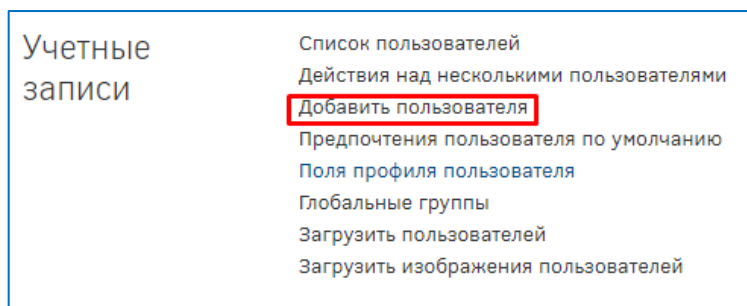 Учетные
записи
Список пользователей
Действия над несколькими пользователями
Добавить пользователя
Предпочтения пользователя по умолчанию
Поля профиля пользователя
Глобальные группы
Загрузить пользователей
Загрузить изображения пользователей